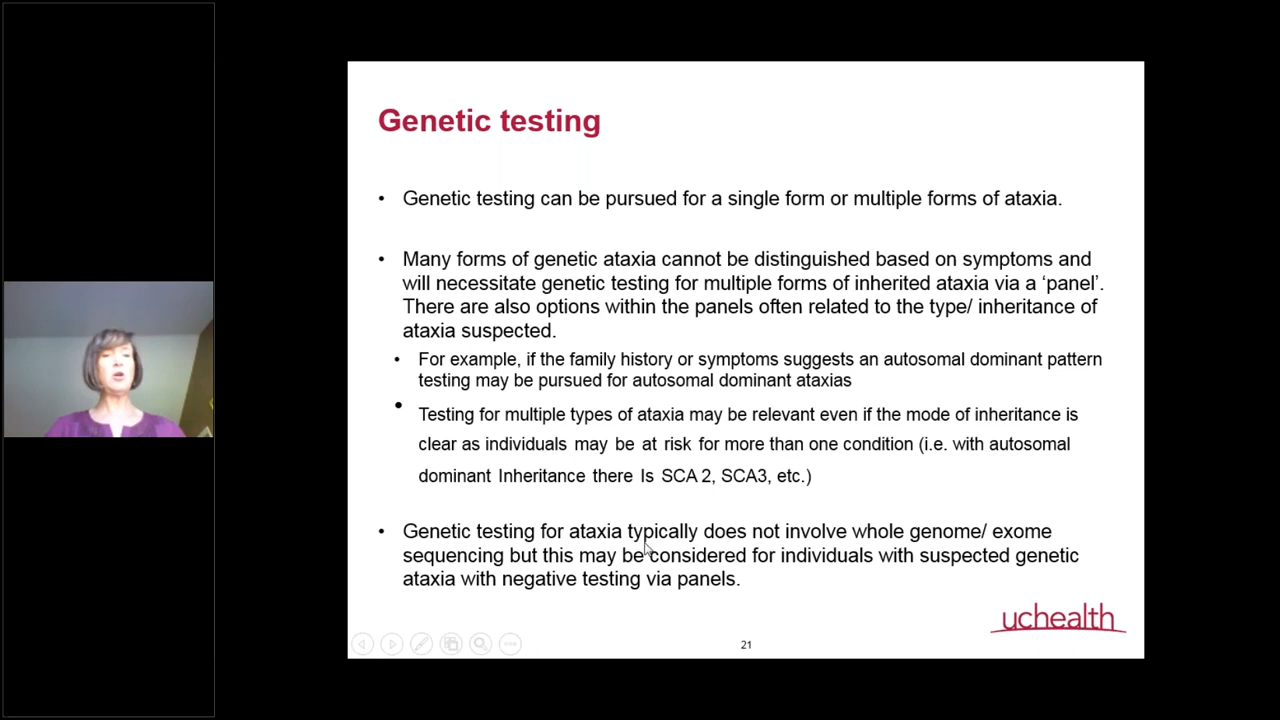 Genetic testing
• Genetic testing can be pursued for a single form or multiple forms of ataxia.
• Many forms of genetic ataxia cannot be distinguished based on symptoms and
will necessitate genetic testing for multiple forms of inherited ataxia via a ‘panel’.
There are also options within the panels often related to the type/ inheritance of
ataxia suspected.
• For example, if the family history or symptoms suggests an autosomal dominant pattern
testing may be pursued for autosomal dominant ataxias
• Testing for multiple types of ataxia may be relevant even if the mode of inheritance is
clear as individuals may be at risk for more than one condition (i.e. with autosomal
dominant Inheritance there Is SCA 2, SCA3, etc.)
• Genetic testing for ataxia typically does not involve whole genome/ exome
sequencing but this may be considered for individuals with suspected genetic
ataxia with negative testing via panels.
uchealth
21